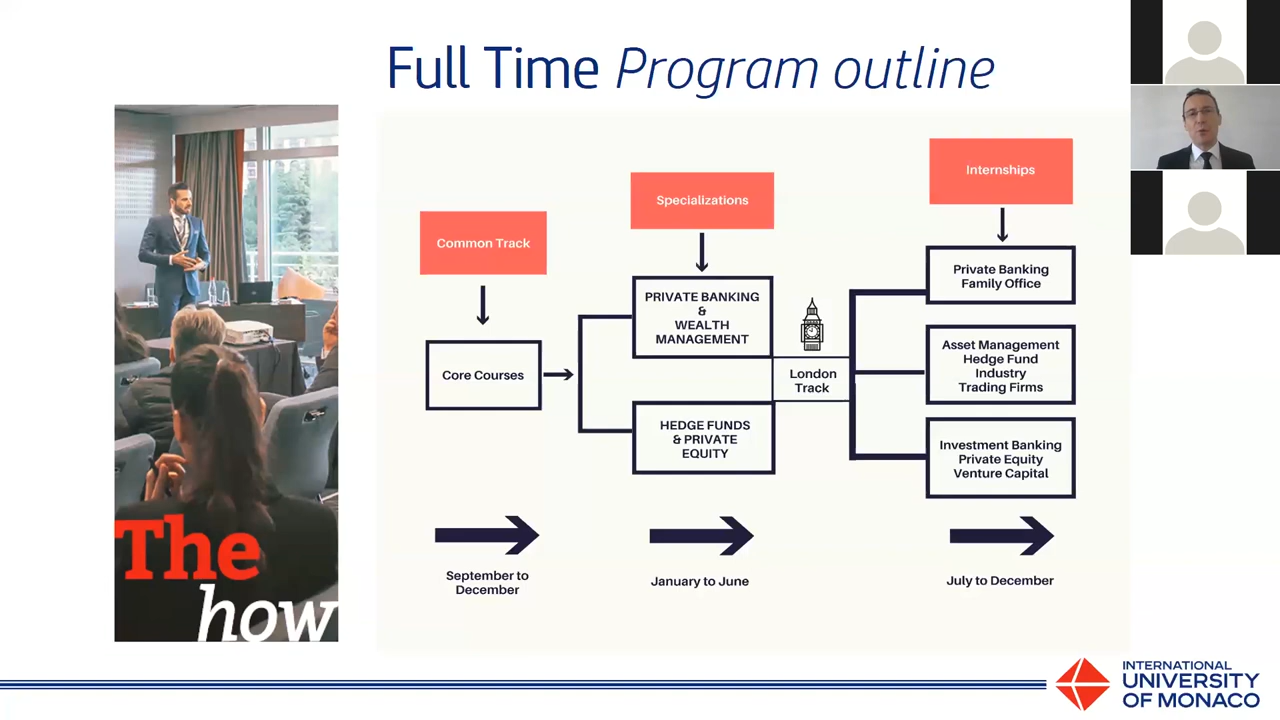 Full Time Program outline
Common Track
Specializations
Internships
Core Courses
PRIVATE BANKING
&
WEALTH
MANAGEMENT
HEDGE FUNDS
& PRIVATE
EQUITY
London
Track
Private Banking
Family Office
Asset Management
Hedge Fund
Industry
Trading Firms
Investment Banking
Private Equity
Venture Capital
September to
December
January to June
July to December
The
how
INTERNATIONAL
UNIVERSITY
OF MONACO